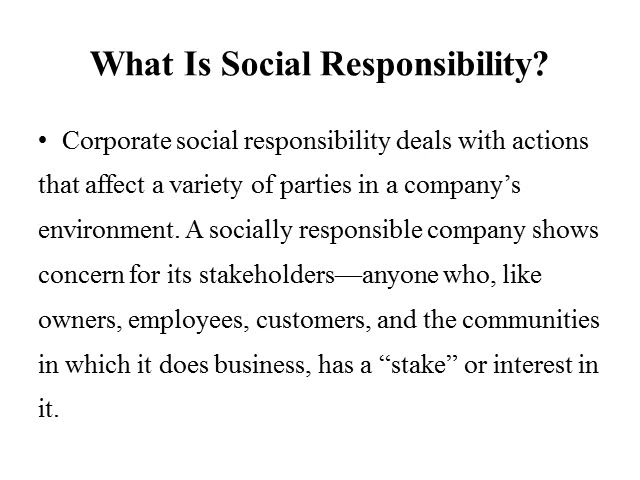 What Is Social Responsibility?
• Corporate social responsibility deals with actions
that affect a variety of parties in a company’s
environment. A socially responsible company shows
concern for its stakeholders—anyone who, like
owners, employees, customers, and the communities
in which it does business, has a “stake” or interest in
it.